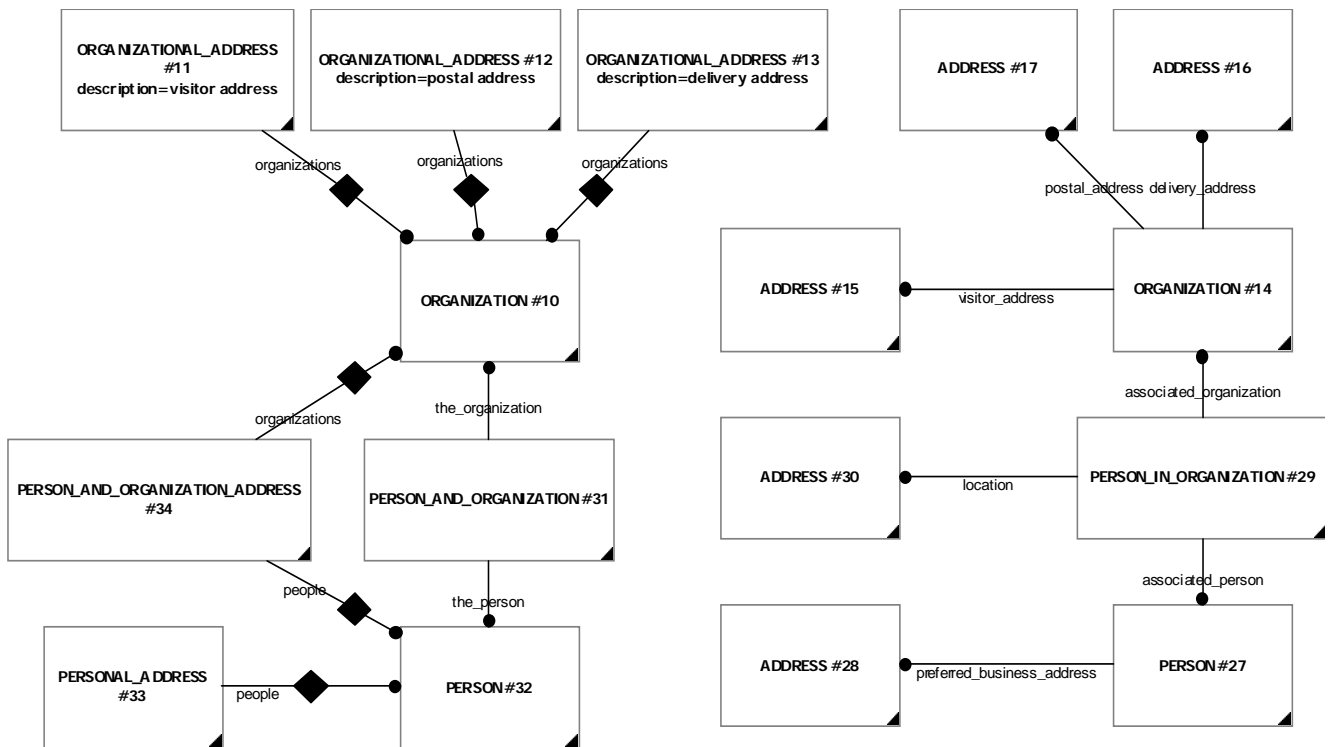 ORGANIZATIONAL_ADDRESS
#11
description=visitor address
ORGANIZATIONAL_ADDRESS #12
description=postal address
ORGANIZATIONAL_ADDRESS #13
description=delivery address
ADDRESS #17
ADDRESS #16
organizations
organizations
organizations
postal_address
delivery_address
ORGANIZATION #10
ADDRESS #15
visitor_address
ORGANIZATION #14
organizations
the_organization
associated_organization
PERSON_AND_ORGANIZATION_ADDRESS
#34
PERSON_AND_ORGANIZATION #31
ADDRESS #30
location
PERSON_IN_ORGANIZATION #29
people
the_person
associated_person
PERSONAL_ADDRESS
#33
people
PERSON #32
ADDRESS #28
preferred_business_address
PERSON #27